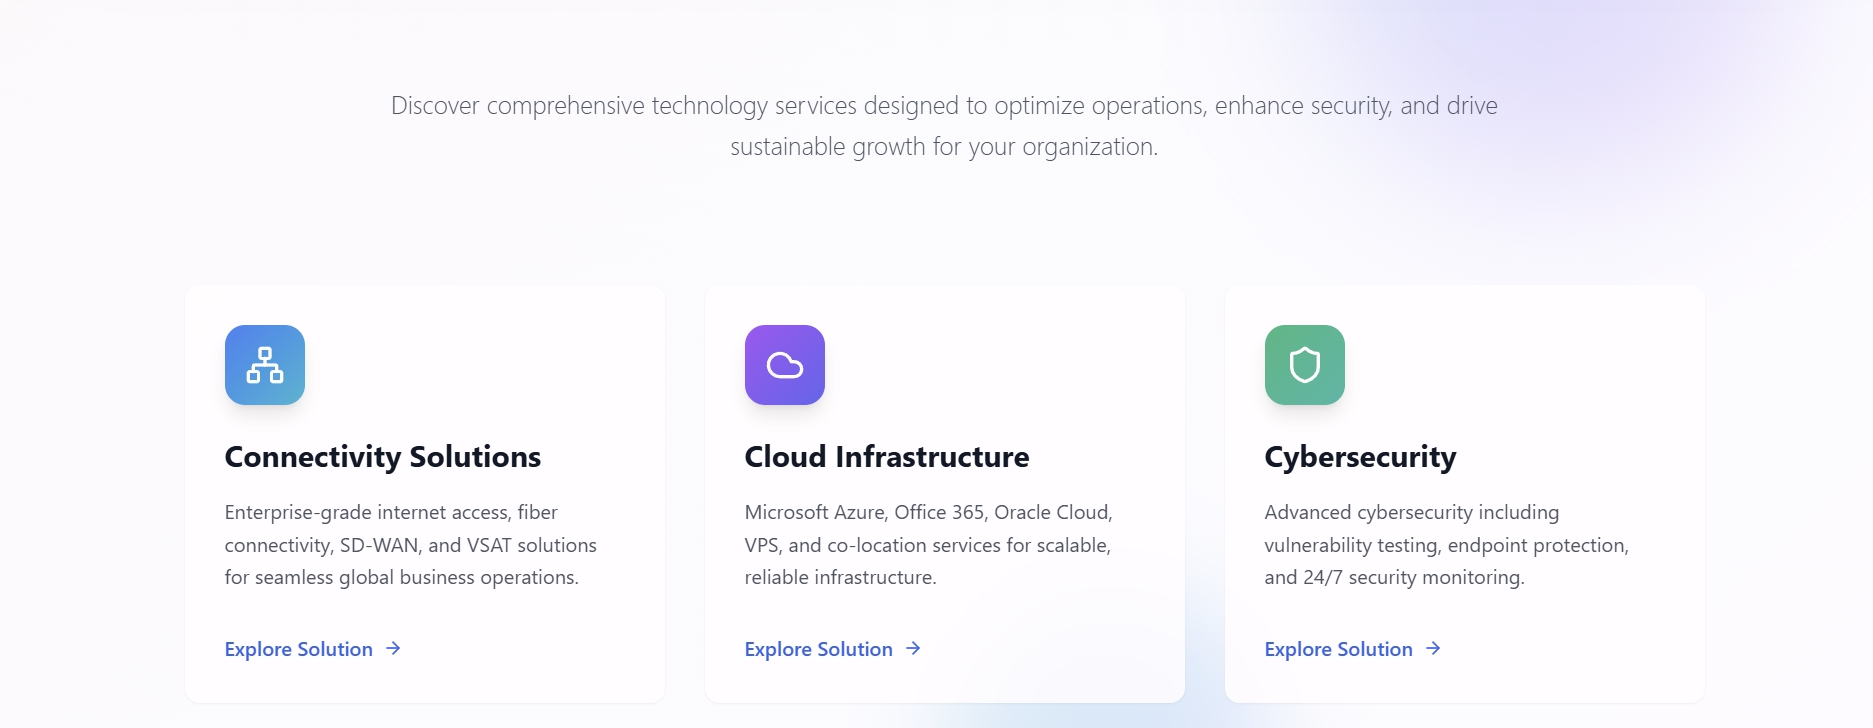 Discover comprehensive technology services designed to optimize operations, enhance security, and drive
sustainable growth for your organization.
Connectivity Solutions
Enterprise-grade internet access, fiber
connectivity, SD-WAN, and VSAT solutions
for seamless global business operations.
Explore Solution →
Cloud Infrastructure
Microsoft Azure, Office 365, Oracle Cloud,
VPS, and co-location services for scalable,
reliable infrastructure.
Explore Solution →
Cybersecurity
Advanced cybersecurity including
vulnerability testing, endpoint protection,
and 24/7 security monitoring.
Explore Solution →